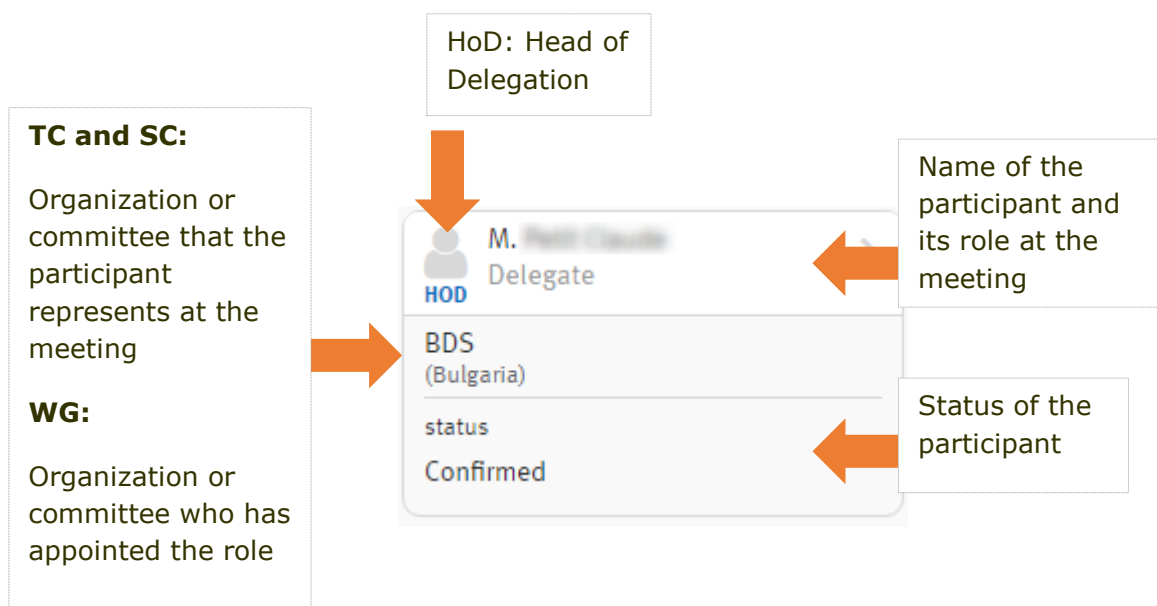 HoD: Head of
Delegation
TC and SC:
Organization or
committee that the
participant
represents at the
meeting
WG:
Organization or
committee who has
appointed the role
M.
Delegate
HOD
BDS
(Bulgaria)
status
Confirmed
Name of the
participant and
its role at the
meeting
Status of the
participant